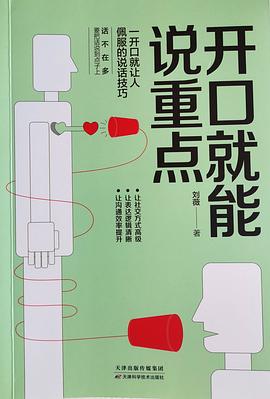 开口就能
说重点
一开口就让人
佩服的说话技巧
话不在多
要把话说到点子上
刘薇——著
●让社交方式高级
●让表达逻辑清晰
●让沟通效率提升
天津出版传媒集团
天津科学技术出版社